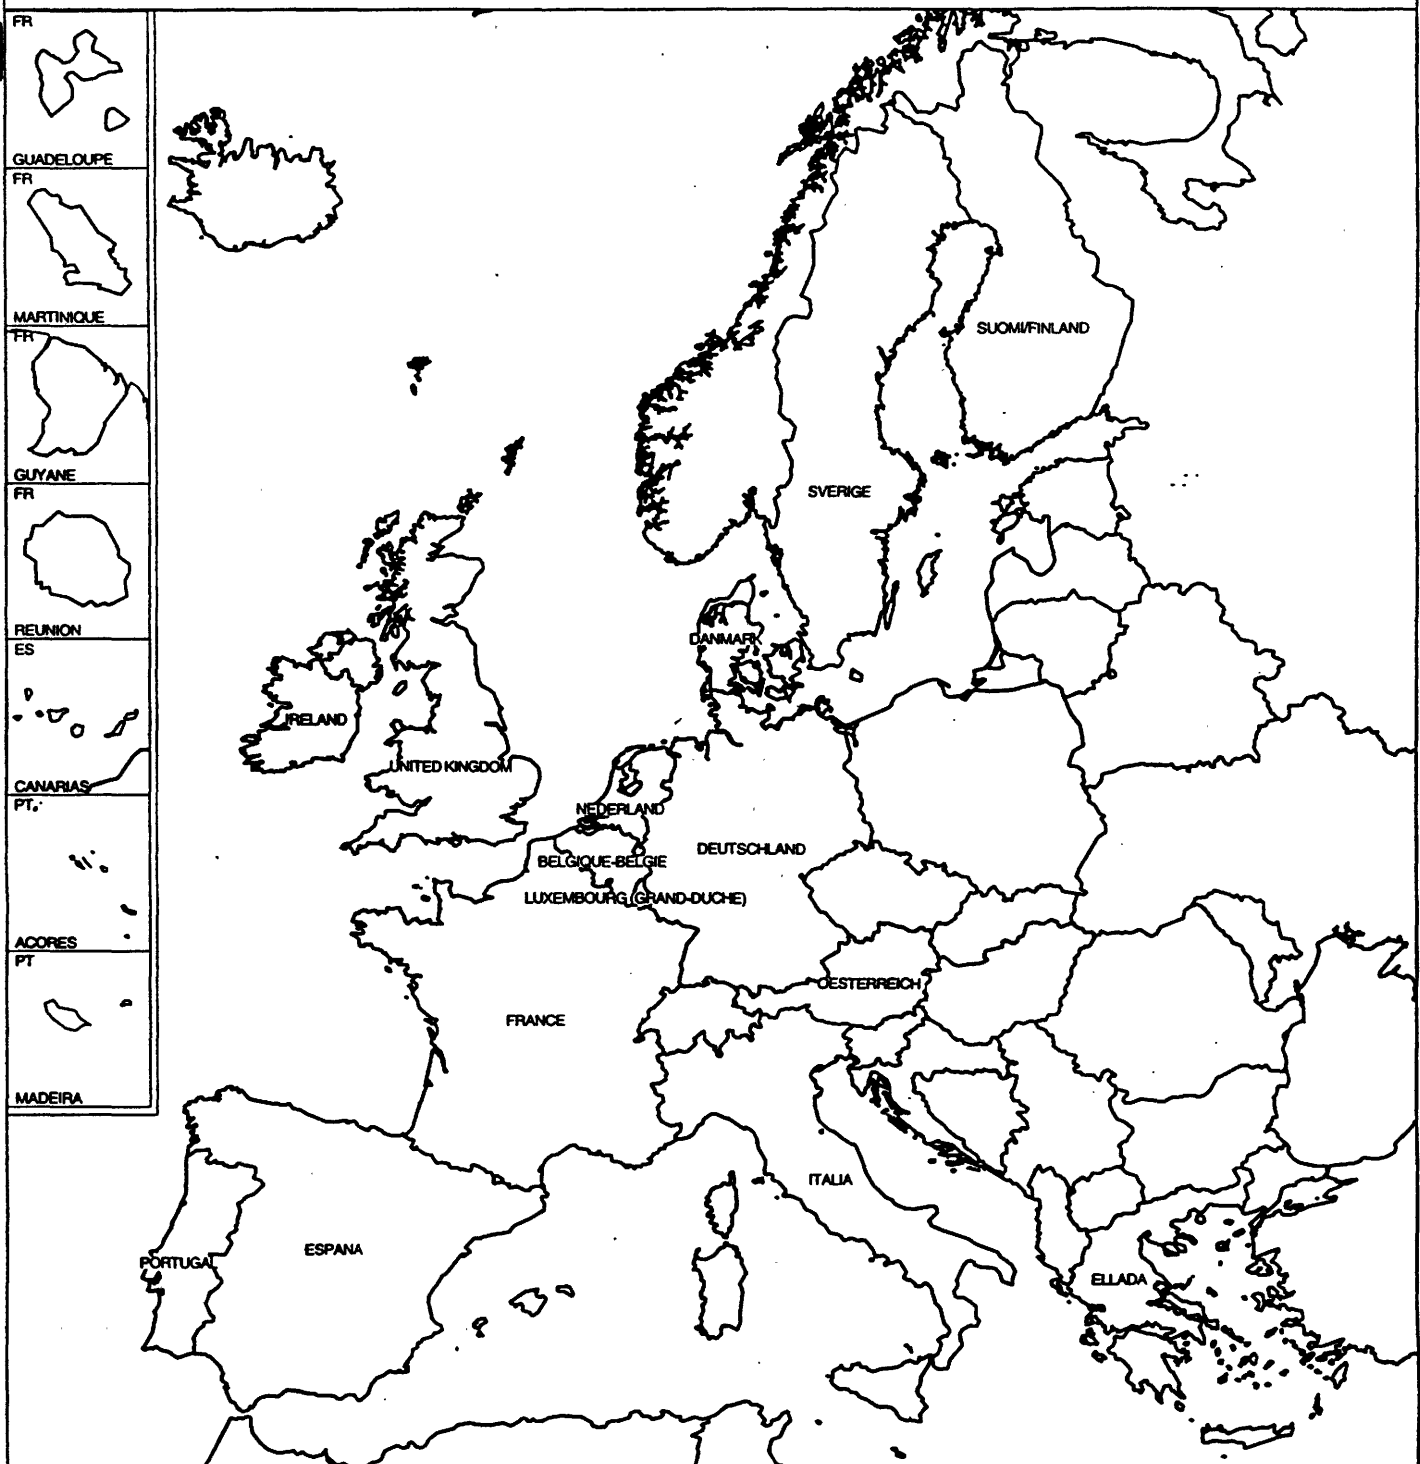 FR
GUADELOUPE
FR
MARTINIQUE
FR
GUYANE
FR
REUNION
ES
CANARIAS
PT
ACORES
PT
MADEIRA
SUOMI/FINLAND
SVERIGE
DANMARK
IRELAND
UNITED KINGDOM
NEDERLAND
DEUTSCHLAND
BELGIQUE-BELGIE
LUXEMBOURG (GRAND-DUCHE)
OESTERREICH
FRANCE
ITALIA
ESPANA
PORTUGAL
ELLADA